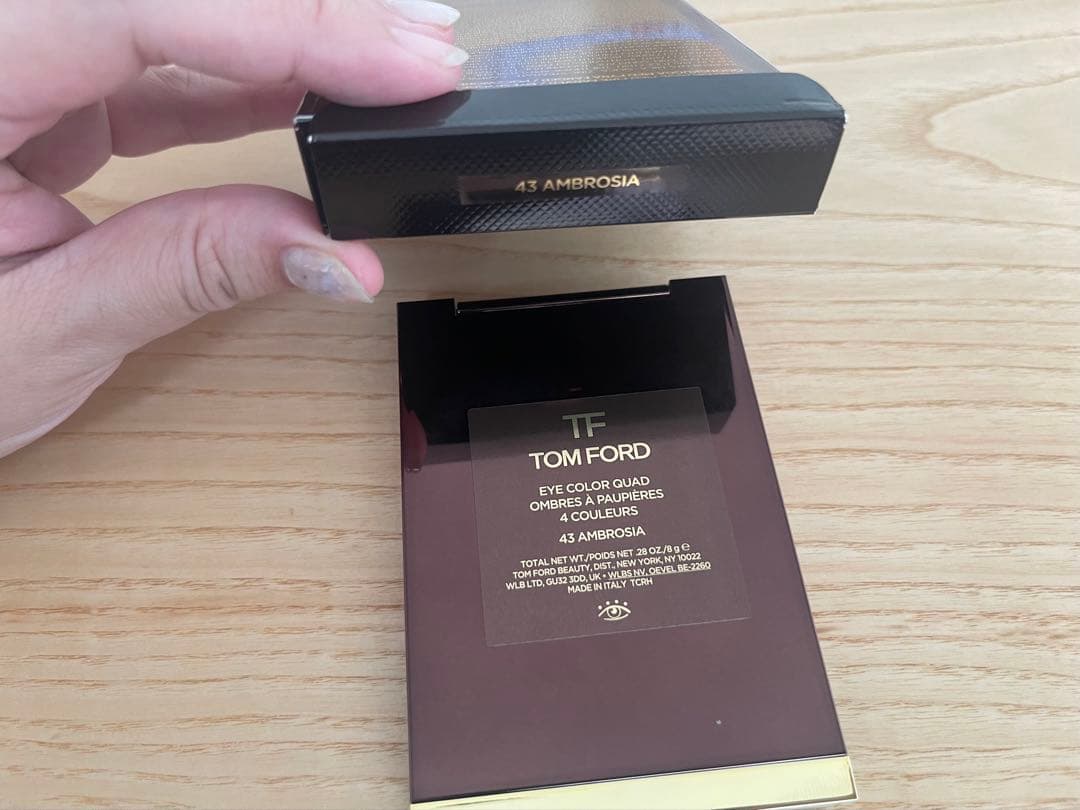 43 AMBROSIA
TF
TOM FORD
EYE COLOR QUAD
OMBRES À PAUPIÈRES
4 COULEURS
43 AMBROSIA
TOTAL NET WT./POIDS NET .28 OZ./8 g ℮
TOM FORD BEAUTY, DIST., NEW YORK, NY 10022
WLB LTD, GU32 3DD, UK • WLBS NV, OEVEL BE-2260
MADE IN ITALY TCRH